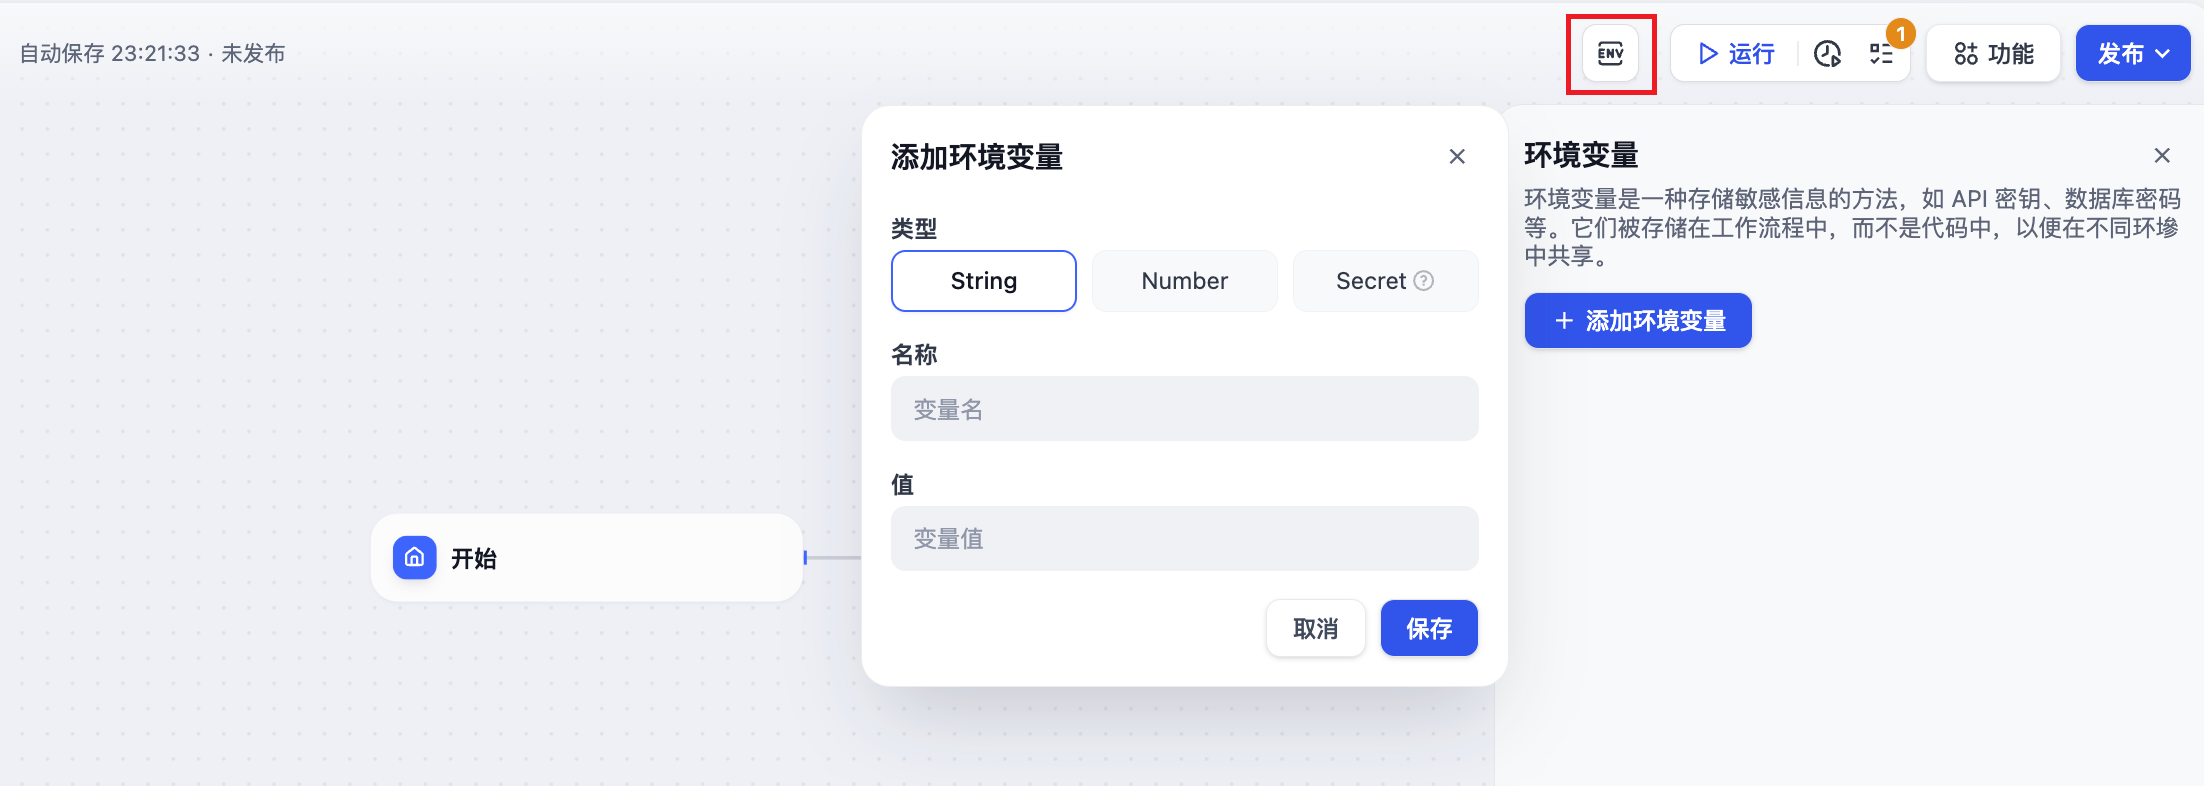 自动保存 23:21:33 · 未发布
ENV
运行
1
功能
发布
添加环境变量
类型
String
Number
Secret
名称
变量名
值
变量值
取消
保存
环境变量
环境变量是一种存储敏感信息的方法，如 API 密钥、数据库密码
等。它们被存储在工作流程中，而不是代码中，以便在不同环墋
中共享。
+ 添加环境变量
开始